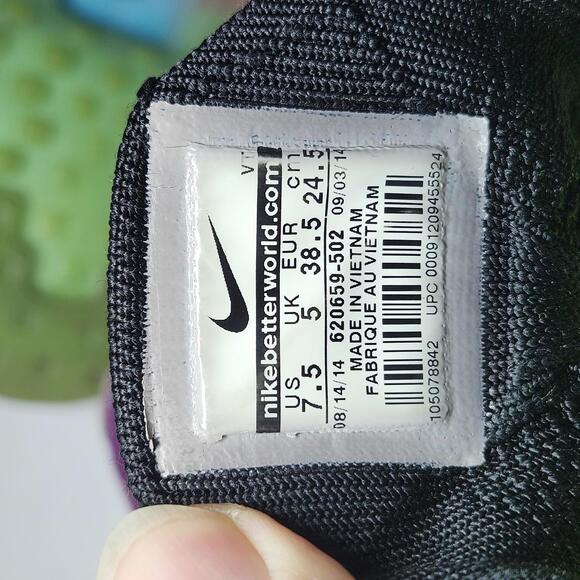 VT
nikebetterworld.com
US UK EUR cm
7.5 5 38.5 24.5
08/14/14 620659-502 09/03/14
MADE IN VIETNAM
FABRIQUE AU VIETNAM
105078842 UPC 00091209455524